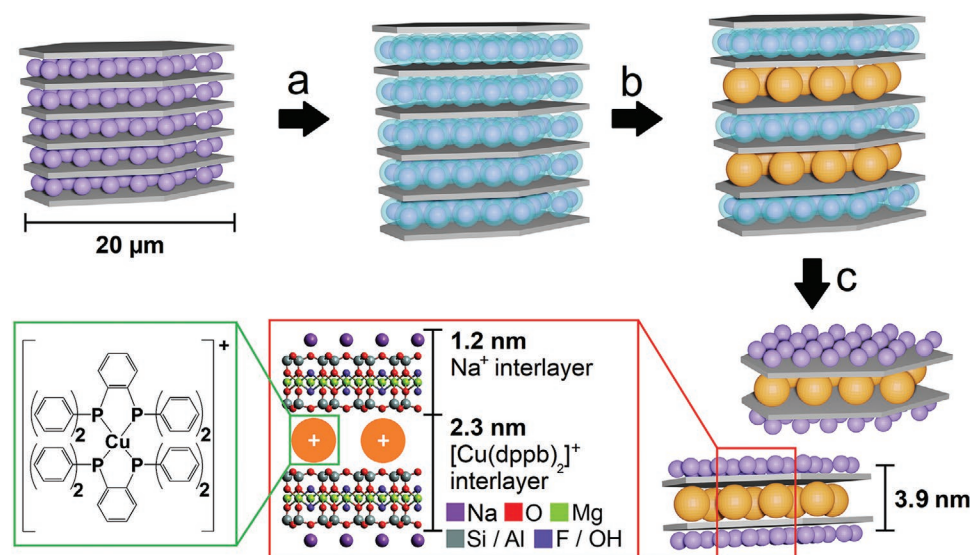 a
b
20 μm
c
[ ]+
( )2 P P ( )2
Cu
( )2 P P ( )2
1.2 nm
Na+ interlayer
2.3 nm
[Cu(dppb)2]+
interlayer
+ +
Na O Mg
Si / Al F / OH
3.9 nm